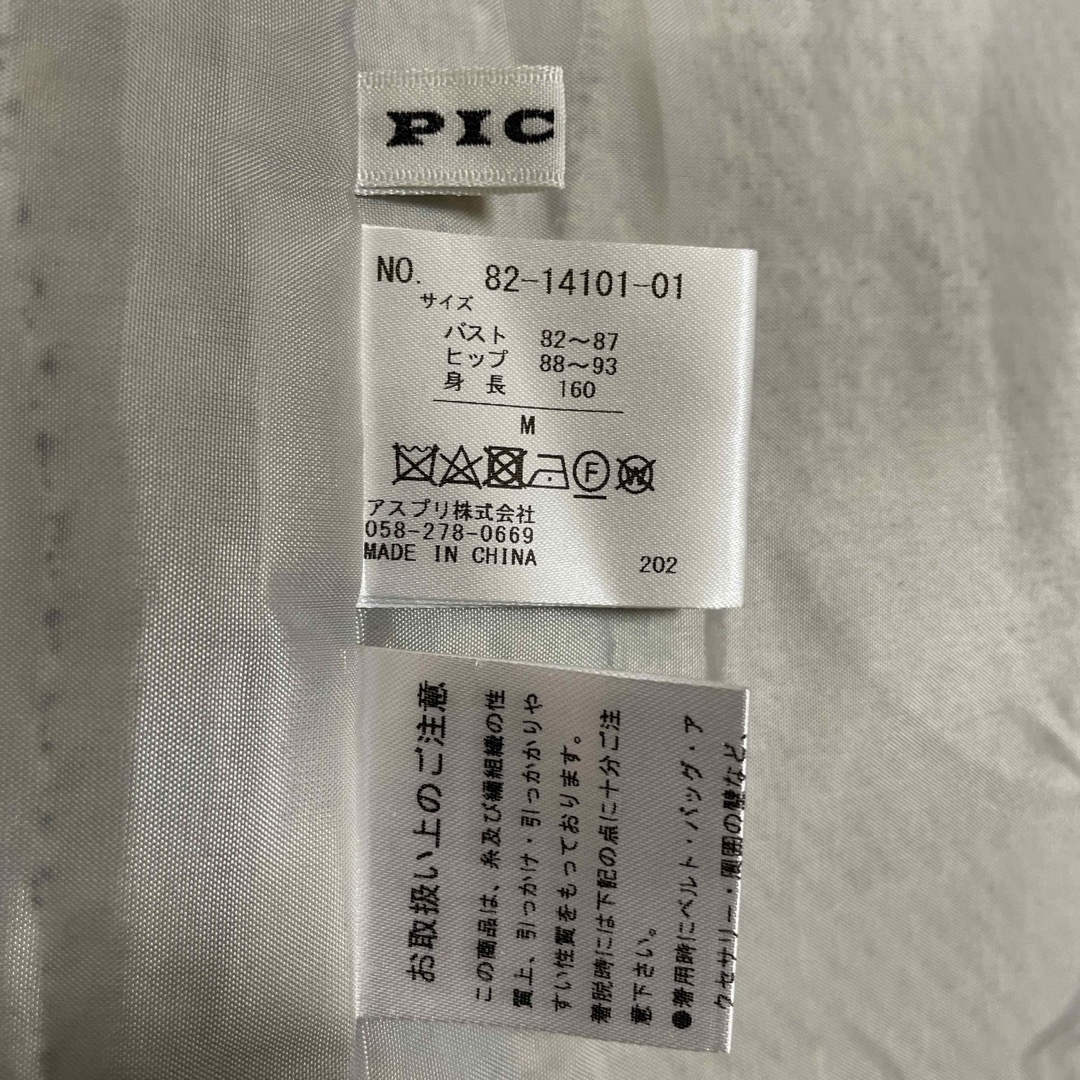 PIC
NO. 82-14101-01
サイズ
バスト 82～87
ヒップ 88～93
身長 160
M
F
W
アスプリ株式会社
058-278-0669
MADE IN CHINA 202
お取扱い上のご注意
この商品は、糸及び編組織の性
質上、引っかけ・引っかかりや
すい性質をもっております。
着脱時には下記の点に十分ご注
意下さい。
●着用時にベルト・バッグ・ア
クセサリー・周囲の壁など、